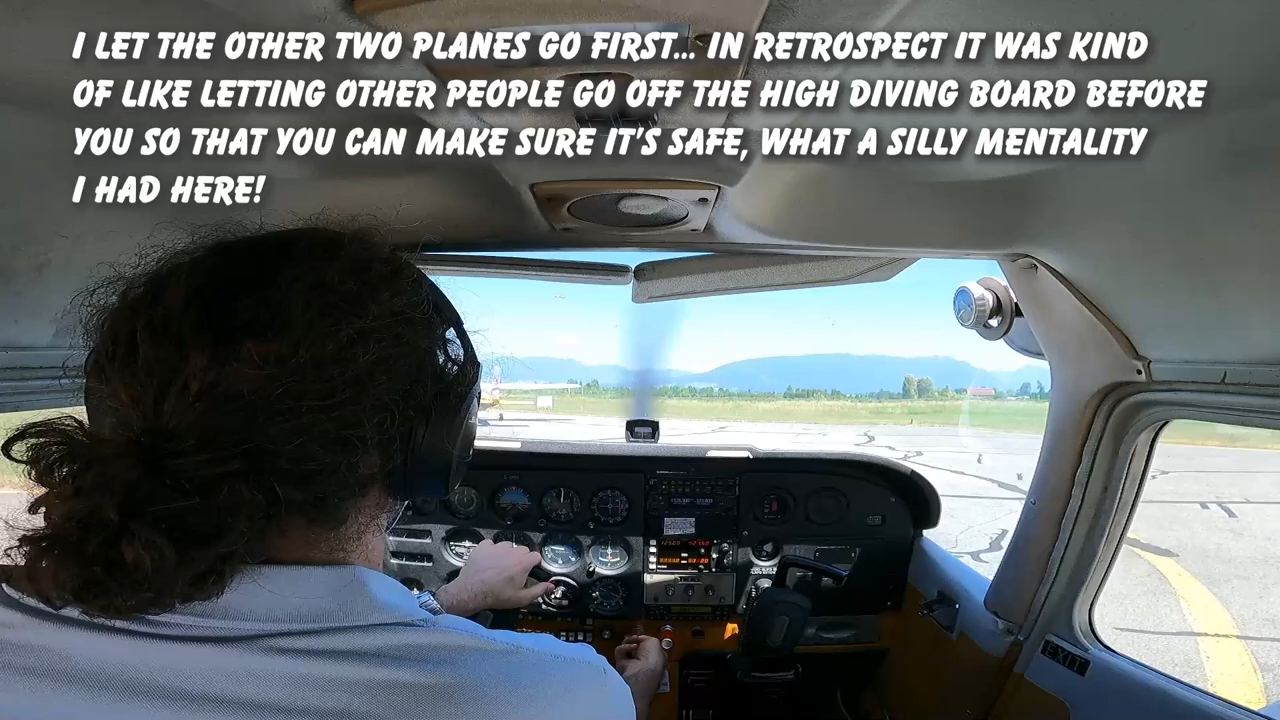 I LET THE OTHER TWO PLANES GO FIRST... IN RETROSPECT IT WAS KIND
OF LIKE LETTING OTHER PEOPLE GO OFF THE HIGH DIVING BOARD BEFORE
YOU SO THAT YOU CAN MAKE SURE IT'S SAFE, WHAT A SILLY MENTALITY
I HAD HERE!
EXIT